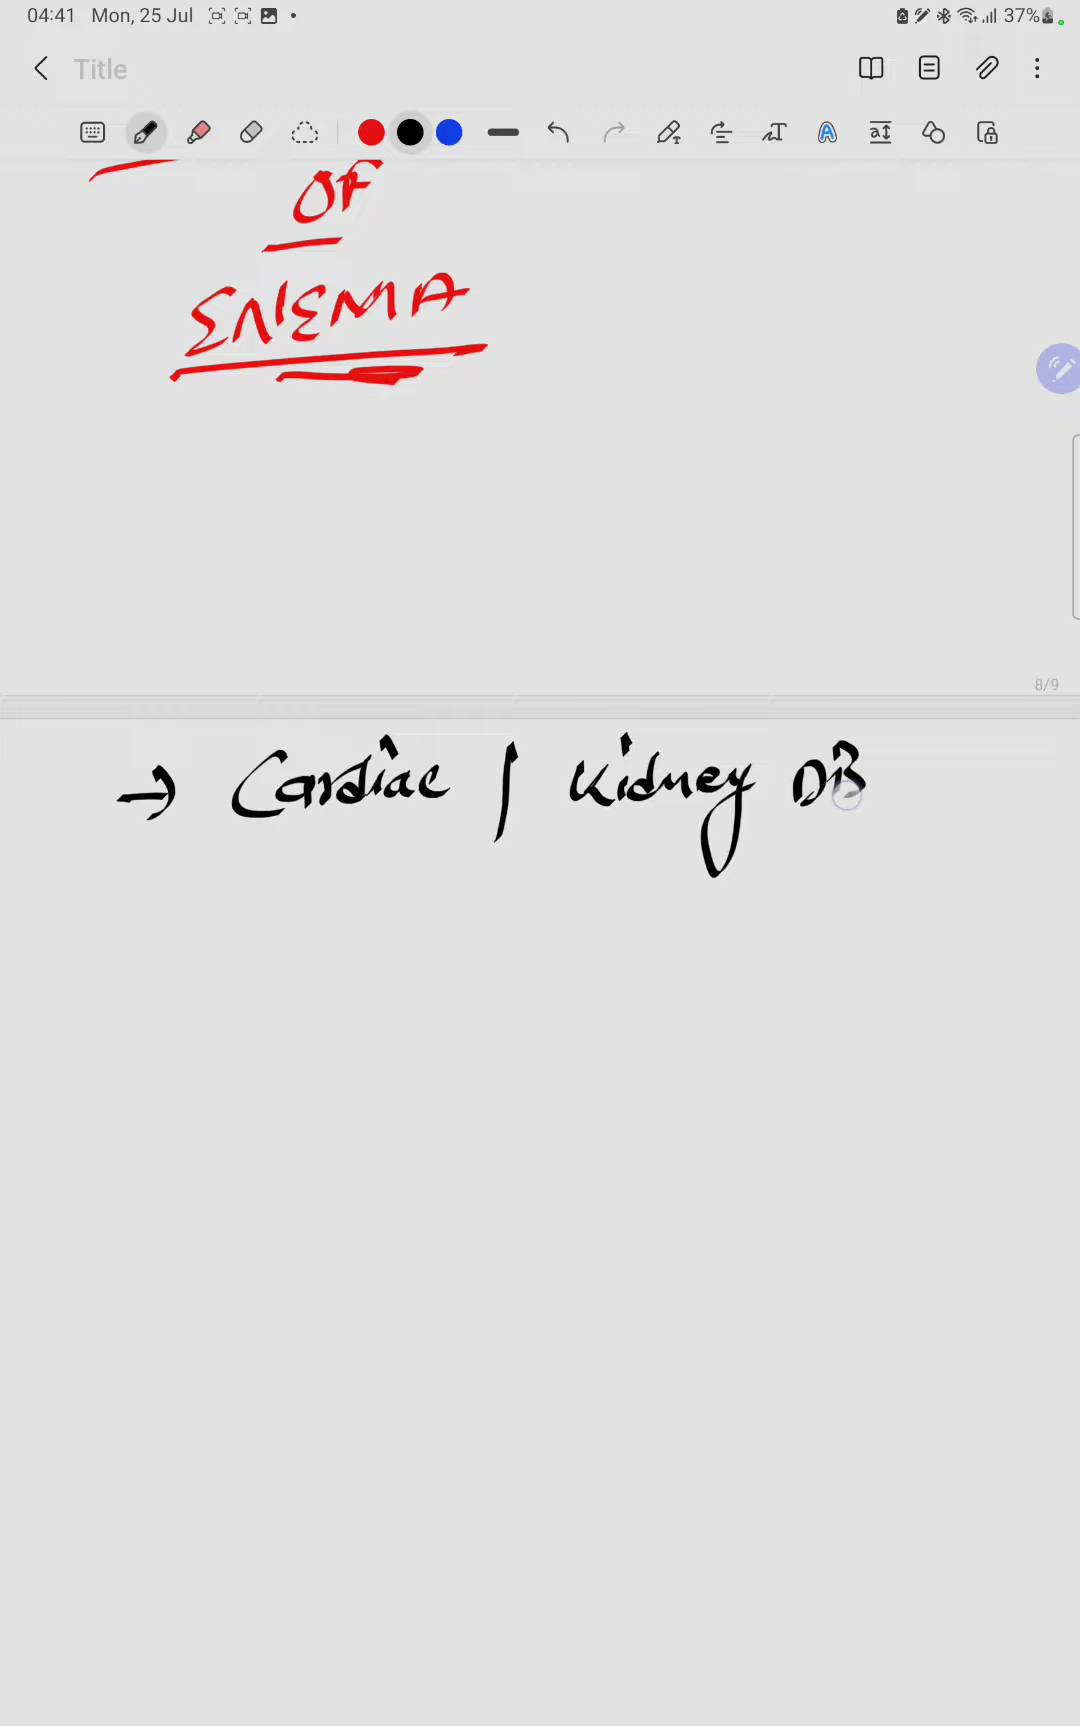 04:41 Mon, 25 Jul 37%
Title
OF
ENEMA
8/9
→ Cardiac | Kidney DB